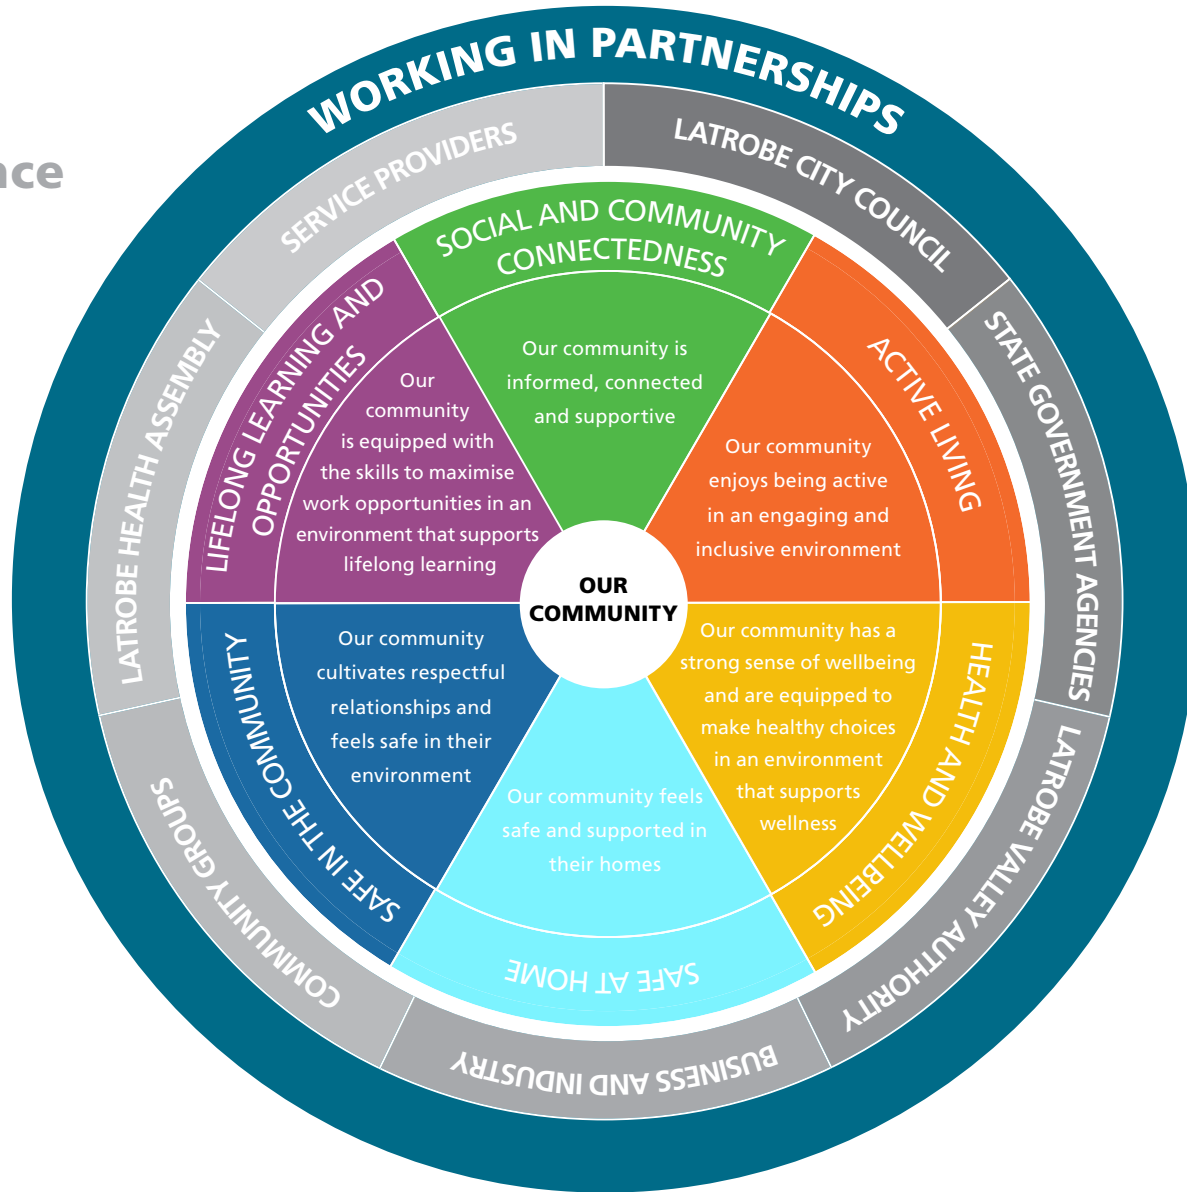 nce
WORKING IN PARTNERSHIPS
SERVICE PROVIDERS
LATROBE CITY COUNCIL
STATE GOVERNMENT AGENCIES
LATROBE VALLEY AUTHORITY
BUSINESS AND INDUSTRY
COMMUNITY GROUPS
LATROBE HEALTH ASSEMBLY
SOCIAL AND COMMUNITY
CONNECTEDNESS
Our community is
informed, connected
and supportive
ACTIVE LIVING
Our community
enjoys being active
in an engaging and
inclusive environment
HEALTH AND WELLBEING
Our community has a
strong sense of wellbeing
and are equipped to
make healthy choices
in an environment
that supports
wellness
SAFE AT HOME
Our community feels
safe and supported in
their homes
SAFE IN THE COMMUNITY
Our community
cultivates respectful
relationships and
feels safe in their
environment
LIFELONG LEARNING AND
OPPORTUNITIES
Our
community
is equipped with
the skills to maximise
work opportunities in an
environment that supports
lifelong learning
OUR
COMMUNITY